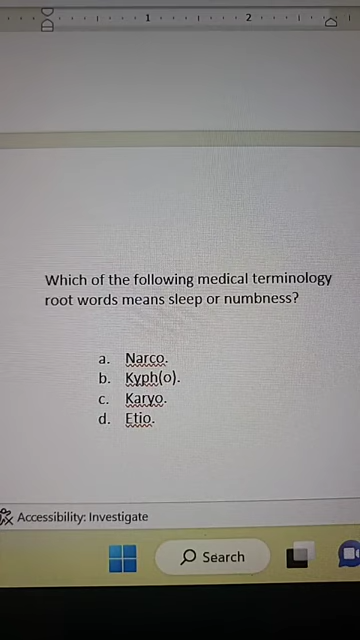 1 2
Which of the following medical terminology
root words means sleep or numbness?
a. Narco.
b. Kyph(o).
c. Karyo.
d. Etio.
Accessibility: Investigate
Search